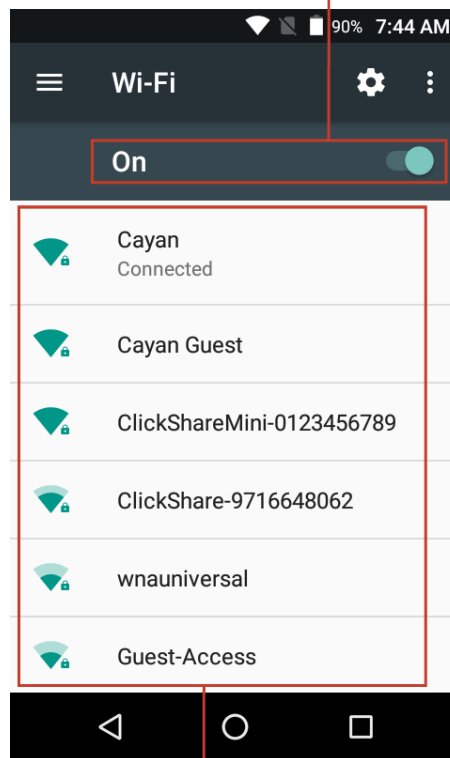 90% 7:44 AM
Wi-Fi
On
Cayan
Connected
Cayan Guest
ClickShareMini-0123456789
ClickShare-9716648062
wnauniversal
Guest-Access